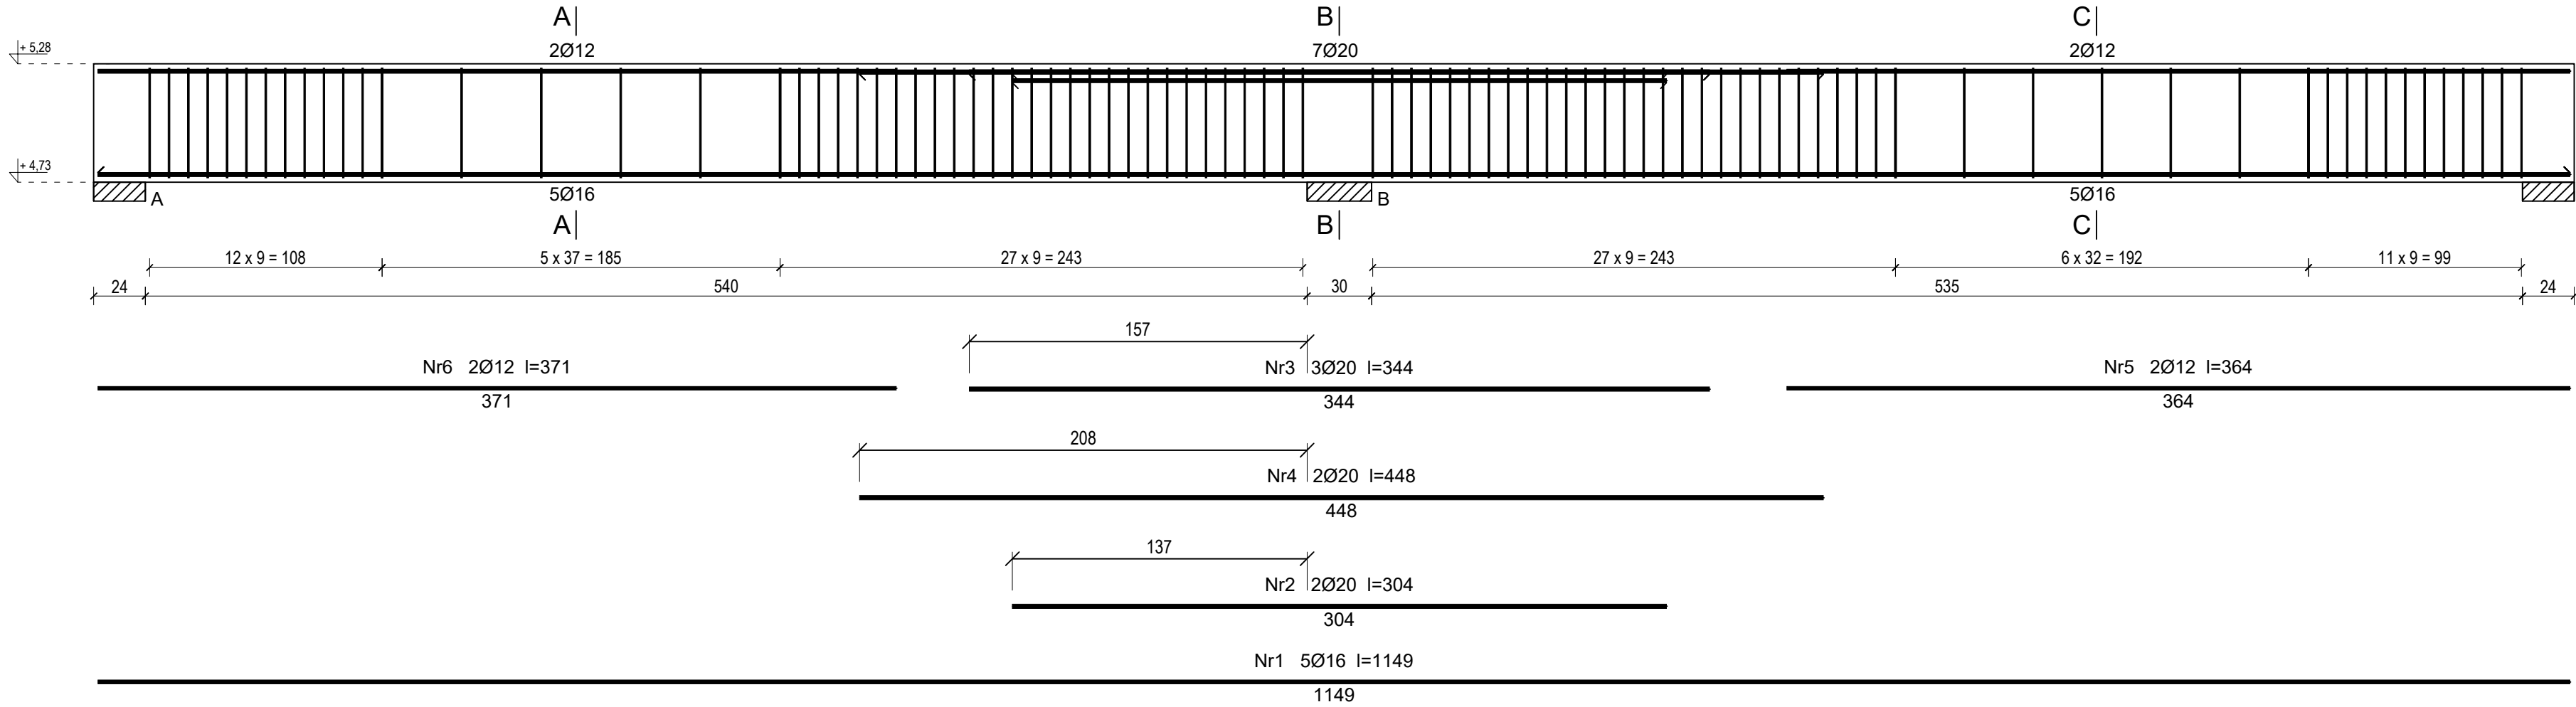 A B C
2Ø12 7Ø20 2Ø12
+ 5,28
+ 4,73
5Ø16 5Ø16
A B
A B C
12 x 9 = 108 5 x 37 = 185 27 x 9 = 243 27 x 9 = 243 6 x 32 = 192 11 x 9 = 99
24 540 30 535 24
157
Nr6 2Ø12 l=371 Nr3 3Ø20 l=344 Nr5 2Ø12 l=364
371 344 364
208
Nr4 2Ø20 l=448
448
137
Nr2 2Ø20 l=304
304
Nr1 5Ø16 l=1149
1149